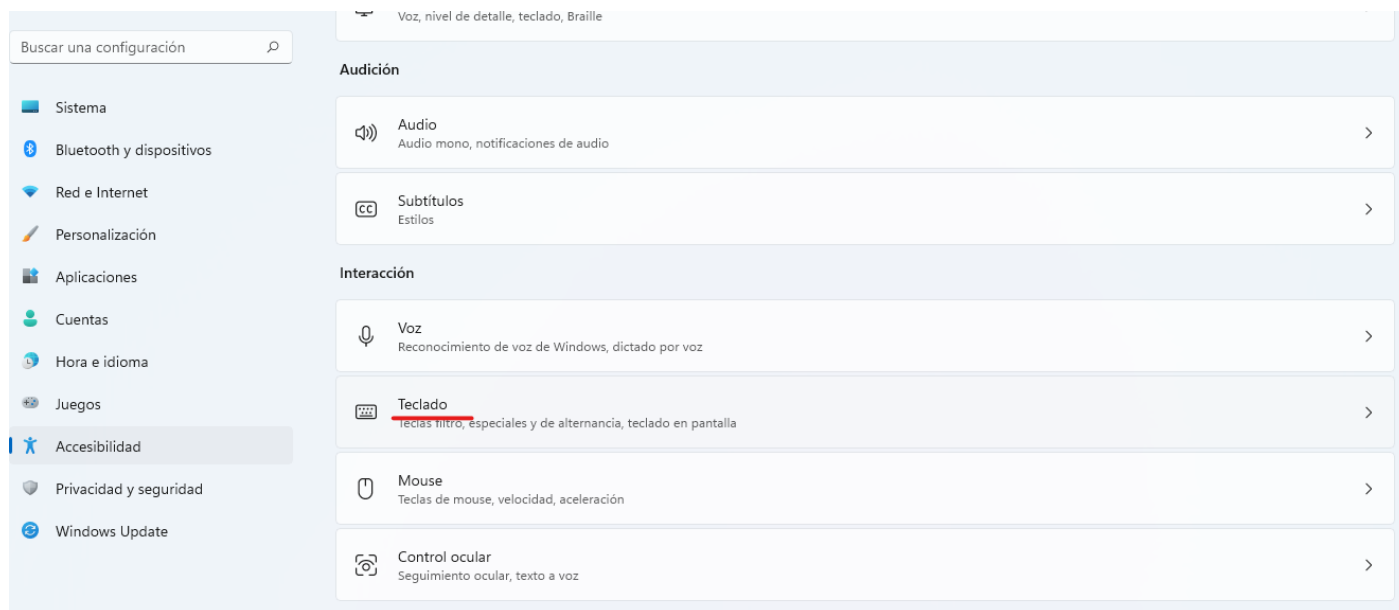 Voz, nivel de detalle, teclado, Braille
Buscar una configuración
Sistema
Bluetooth y dispositivos
Red e Internet
Personalización
Aplicaciones
Cuentas
Hora e idioma
Juegos
Accesibilidad
Privacidad y seguridad
Windows Update
Audición
Audio
Audio mono, notificaciones de audio
CC
Subtítulos
Estilos
Interacción
Voz
Reconocimiento de voz de Windows, dictado por voz
Teclado
Teclas filtro, especiales y de alternancia, teclado en pantalla
Mouse
Teclas de mouse, velocidad, aceleración
Control ocular
Seguimiento ocular, texto a voz